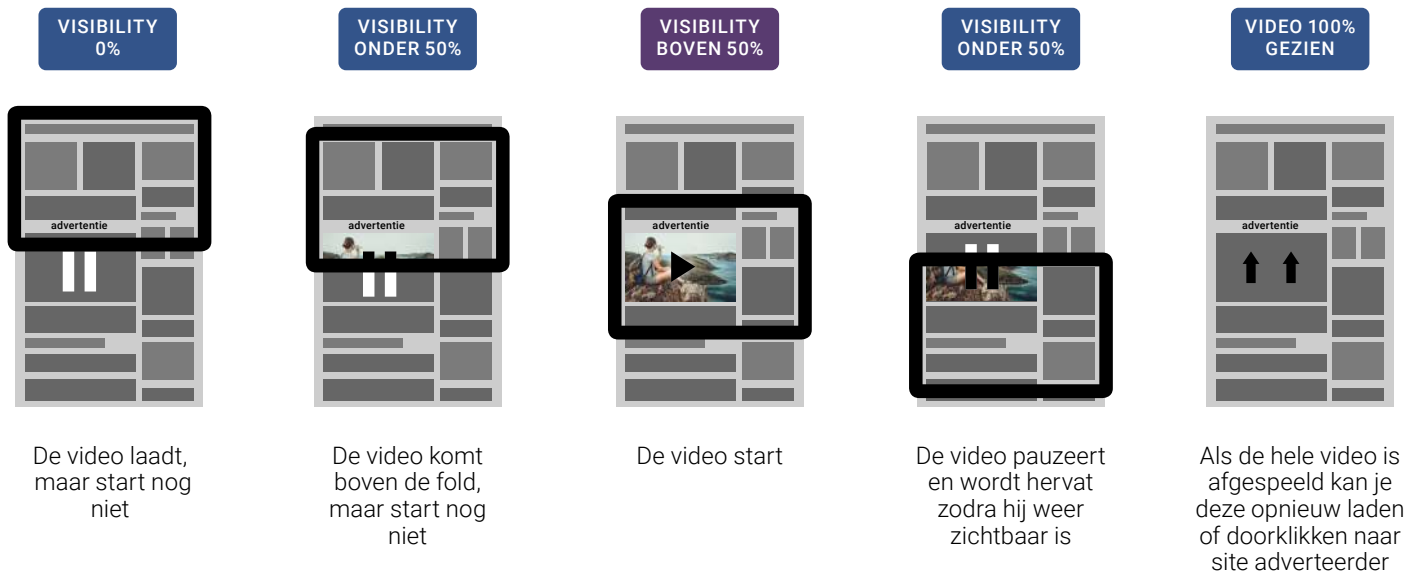 VISIBILITY
0%
VISIBILITY
ONDER 50%
VISIBILITY
BOVEN 50%
VISIBILITY
ONDER 50%
VIDEO 100%
GEZIEN
advertentie
advertentie
advertentie
advertentie
advertentie
De video laadt,
maar start nog
niet
De video komt
boven de fold,
maar start nog
niet
De video start
De video pauzeert
en wordt hervat
zodra hij weer
zichtbaar is
Als de hele video is
afgespeeld kan je
deze opnieuw laden
of doorklikken naar
site adverteerder